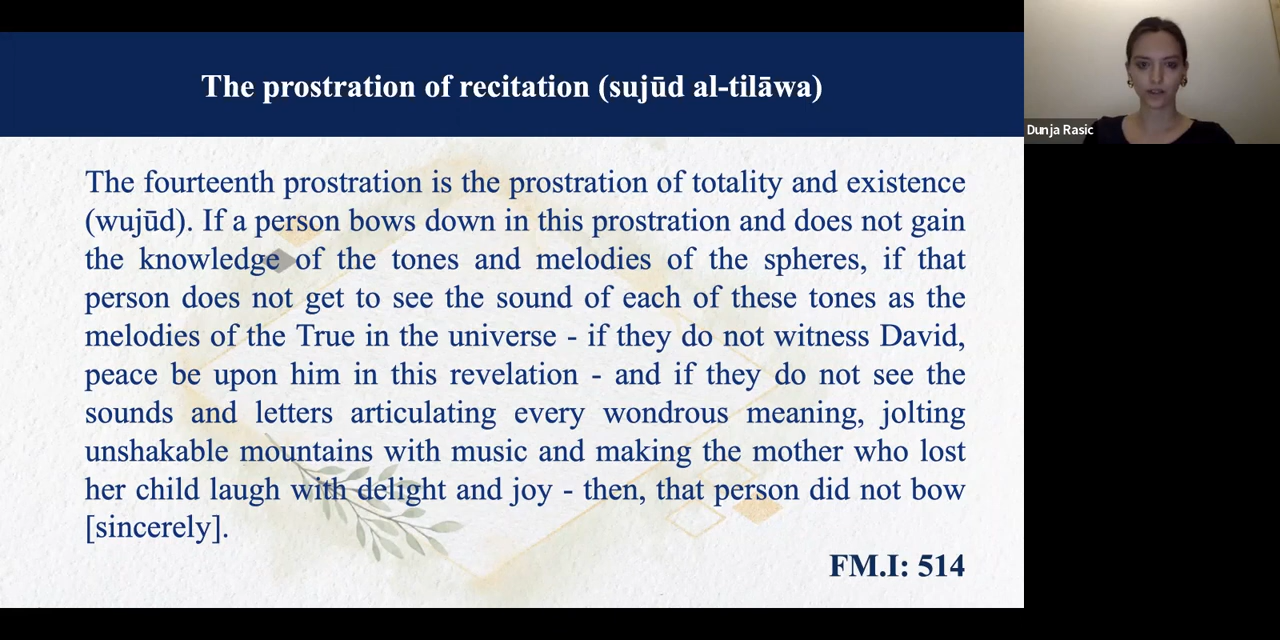 The prostration of recitation (sujūd al-tilāwa)
Dunja Rasic
The fourteenth prostration is the prostration of totality and existence
(wujūd). If a person bows down in this prostration and does not gain
the knowledge of the tones and melodies of the spheres, if that
person does not get to see the sound of each of these tones as the
melodies of the True in the universe - if they do not witness David,
peace be upon him in this revelation - and if they do not see the
sounds and letters articulating every wondrous meaning, jolting
unshakable mountains with music and making the mother who lost
her child laugh with delight and joy - then, that person did not bow
[sincerely].
FM.I: 514